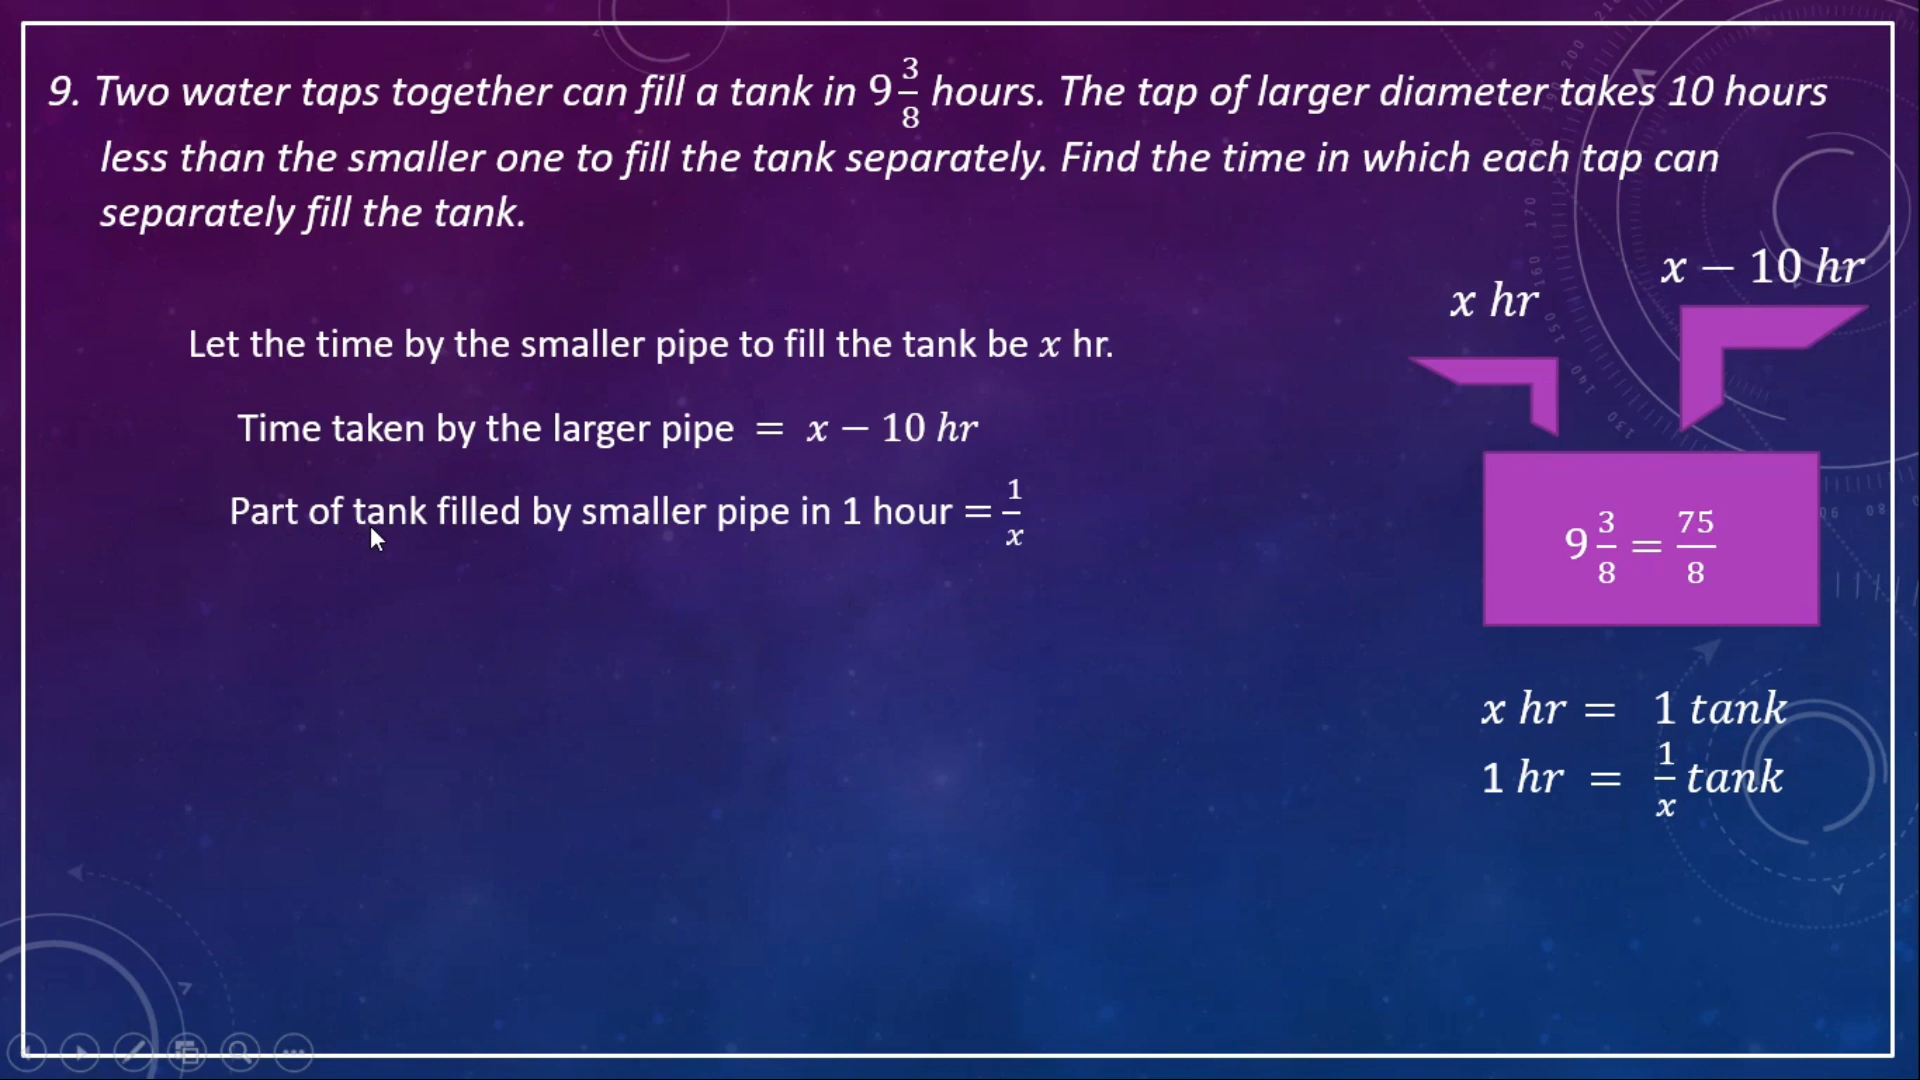 9. Two water taps together can fill a tank in 9 3/8 hours. The tap of larger diameter takes 10 hours
less than the smaller one to fill the tank separately. Find the time in which each tap can
separately fill the tank.
x hr
x − 10 hr
Let the time by the smaller pipe to fill the tank be x hr.
Time taken by the larger pipe = x − 10 hr
Part of tank filled by smaller pipe in 1 hour = 1/x
9 3/8 = 75/8
x hr = 1 tank
1 hr = 1/x tank